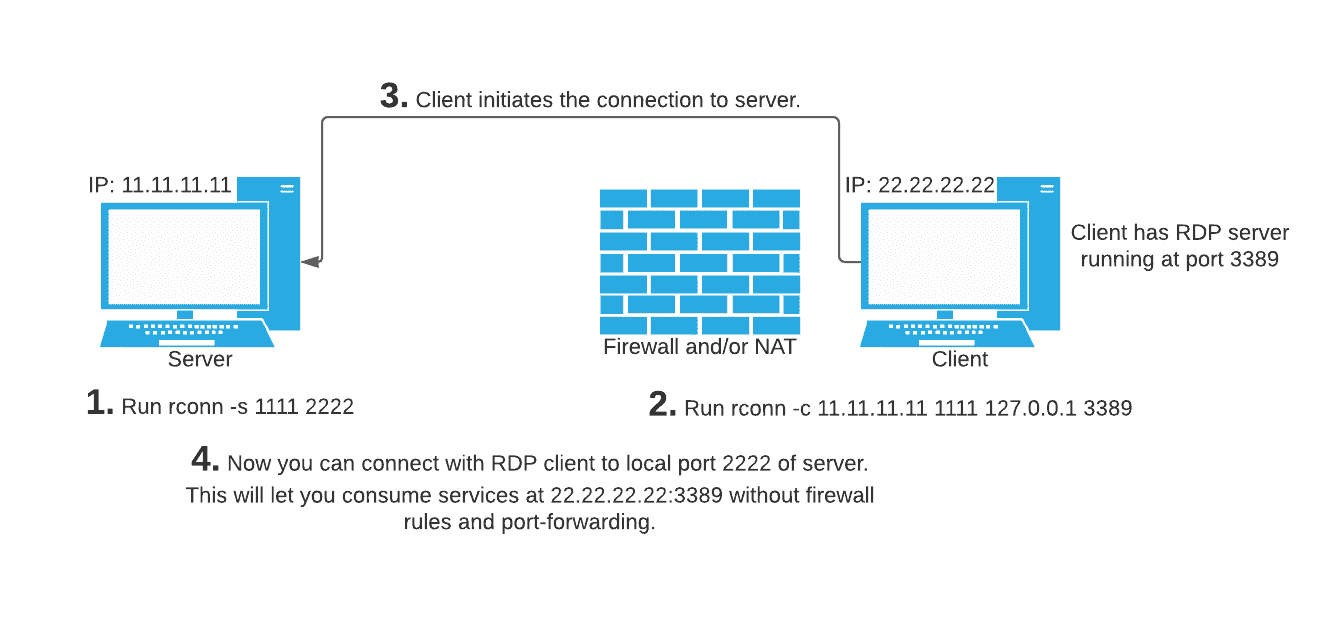 3. Client initiates the connection to server.
IP: 11.11.11.11
IP: 22.22.22.22
Client has RDP server
running at port 3389
Firewall and/or NAT
Server
Client
1. Run rconn -s 1111 2222
2. Run rconn -c 11.11.11.11 1111 127.0.0.1 3389
4. Now you can connect with RDP client to local port 2222 of server.
This will let you consume services at 22.22.22.22:3389 without firewall
rules and port-forwarding.